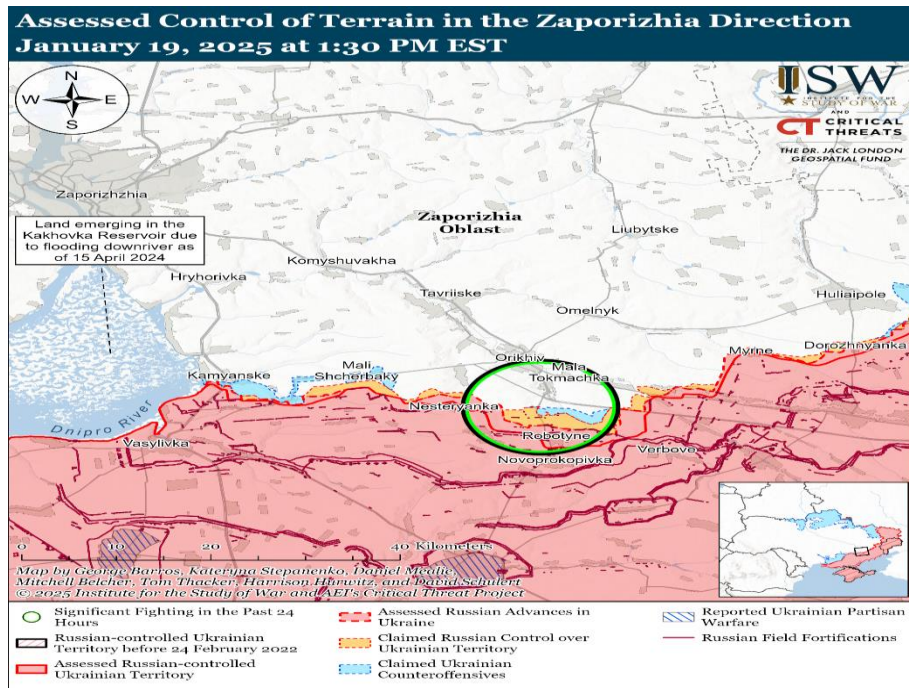 Assessed Control of Terrain in the Zaporizhia Direction
January 19, 2025 at 1:30 PM EST
N
W E
S
ISW
INSTITUTE FOR THE
STUDY OF WAR
AND
CT CRITICAL
THREATS
THE DR. JACK LONDON
GEOSPATIAL FUND
Zaporizhzhia
Land emerging in the
Kakhovka Reservoir due
to flooding downriver as
of 15 April 2024
Zaporizhia
Oblast
Liubytske
Komyshuvakha
Hryhorivka
Tavriiske
Huliaipole
Omelnyk
Orikhiv
Myrne
Dorozhnyanka
Mali
Shcherbaky
Mala
Tokmachka
Kamyanske
Nesteryanka
Dnipro River
Vasylivka
Robotyne
Verbove
Novoprokopivka
0 10 20 40 Kilometers
Map by George Barros, Kateryna Stepanenko, Daniel Mealie,
Mitchell Belcher, Tom Thacker, Harrison Hurwitz, and David Schulert
© 2025 Institute for the Study of War and AEI's Critical Threat Project
Significant Fighting in the Past 24
Hours
Russian-controlled Ukrainian
Territory before 24 February 2022
Assessed Russian-controlled
Ukrainian Territory
Assessed Russian Advances in
Ukraine
Claimed Russian Control over
Ukrainian Territory
Claimed Ukrainian
Counteroffensives
Reported Ukrainian Partisan
Warfare
Russian Field Fortifications